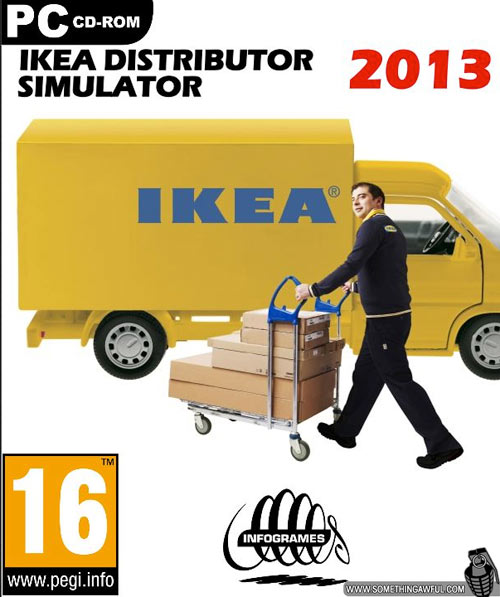 PC CD-ROM
IKEA DISTRIBUTOR
SIMULATOR
2013
IKEA®
16
www.pegi.info
INFOGRAMES
WWW.SOMETHINGAWFUL.COM